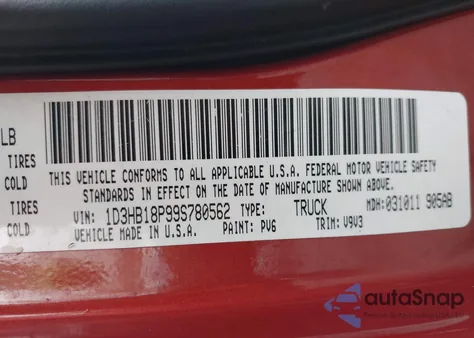 LB
TIRES
COLD
TIRES
COLD
THIS VEHICLE CONFORMS TO ALL APPLICABLE U.S.A. FEDERAL MOTOR VEHICLE SAFETY
STANDARDS IN EFFECT ON THE DATE OF MANUFACTURE SHOWN ABOVE.
VIN: 1D3HB18P99S780562 TYPE: TRUCK MDH: 031011 905AB
VEHICLE MADE IN U.S.A. PAINT: PV6 TRIM: V9V3
autoSnap